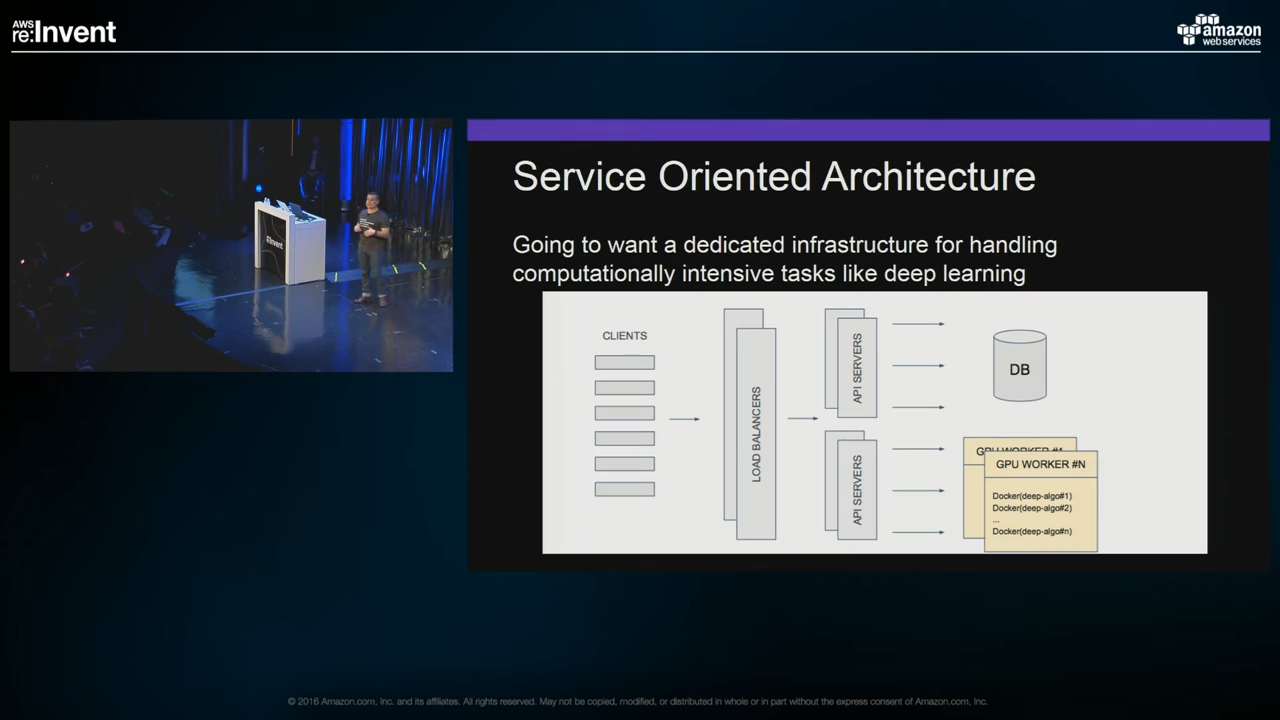 AWS
re:Invent
amazon
web services
re:Invent
Service Oriented Architecture
Going to want a dedicated infrastructure for handling
computationally intensive tasks like deep learning
CLIENTS
LOAD BALANCERS
API SERVERS
API SERVERS
DB
GPU WORKER #1
GPU WORKER #N
Docker(deep-algo#1)
Docker(deep-algo#2)
...
Docker(deep-algo#n)
© 2016 Amazon.com, Inc. and its affiliates. All rights reserved. May not be copied, modified, or distributed in whole or in part without the express consent of Amazon.com, Inc.